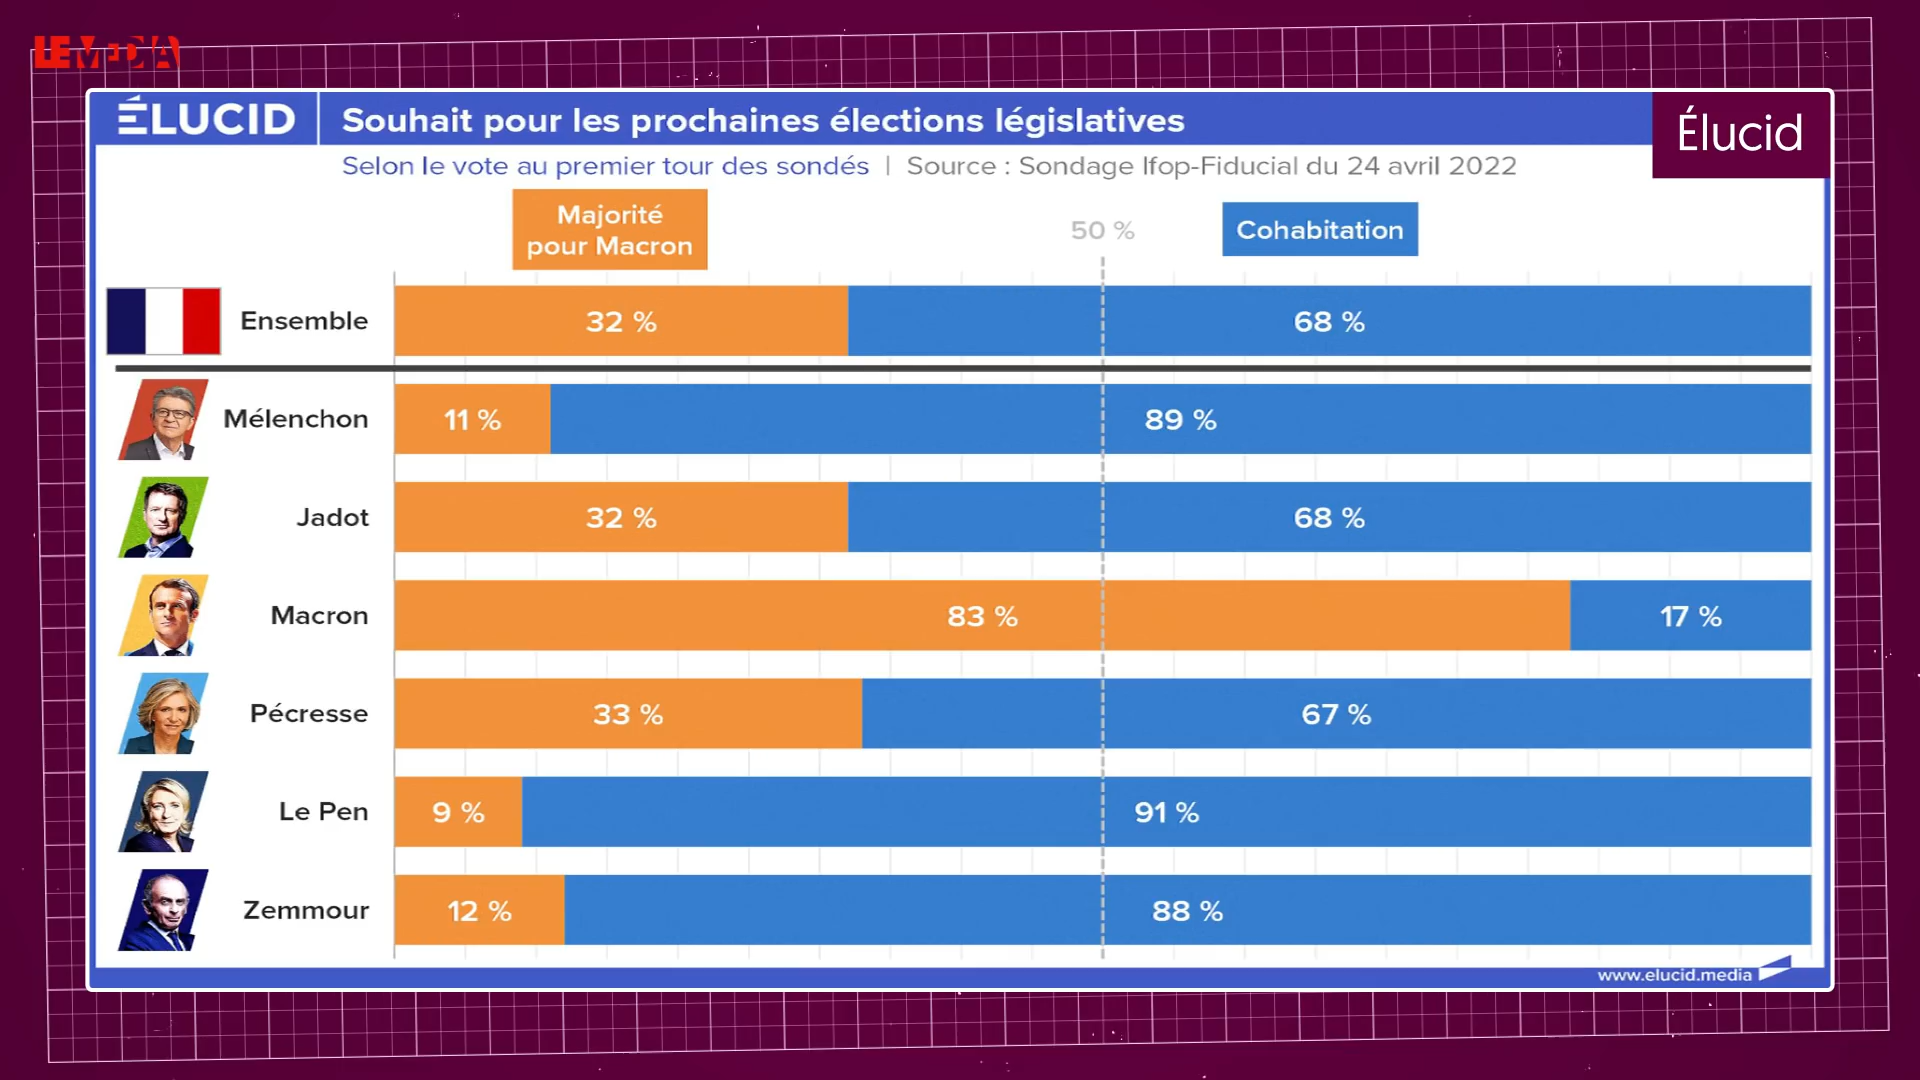 LE MEDIA
ÉLUCID
Souhait pour les prochaines élections législatives
Élucid
Selon le vote au premier tour des sondés | Source : Sondage Ifop-Fiducial du 24 avril 2022
Majorité
pour Macron
50 %
Cohabitation
Ensemble
32 %
68 %
Mélenchon
11 %
89 %
Jadot
32 %
68 %
Macron
83 %
17 %
Pécresse
33 %
67 %
Le Pen
9 %
91 %
Zemmour
12 %
88 %
www.elucid.media